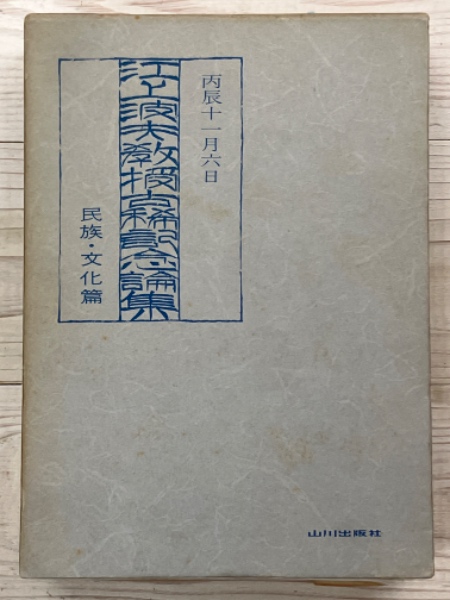 丙辰十一月六日
江上波夫教授古稀記念論集
民族・文化篇
山川出版社